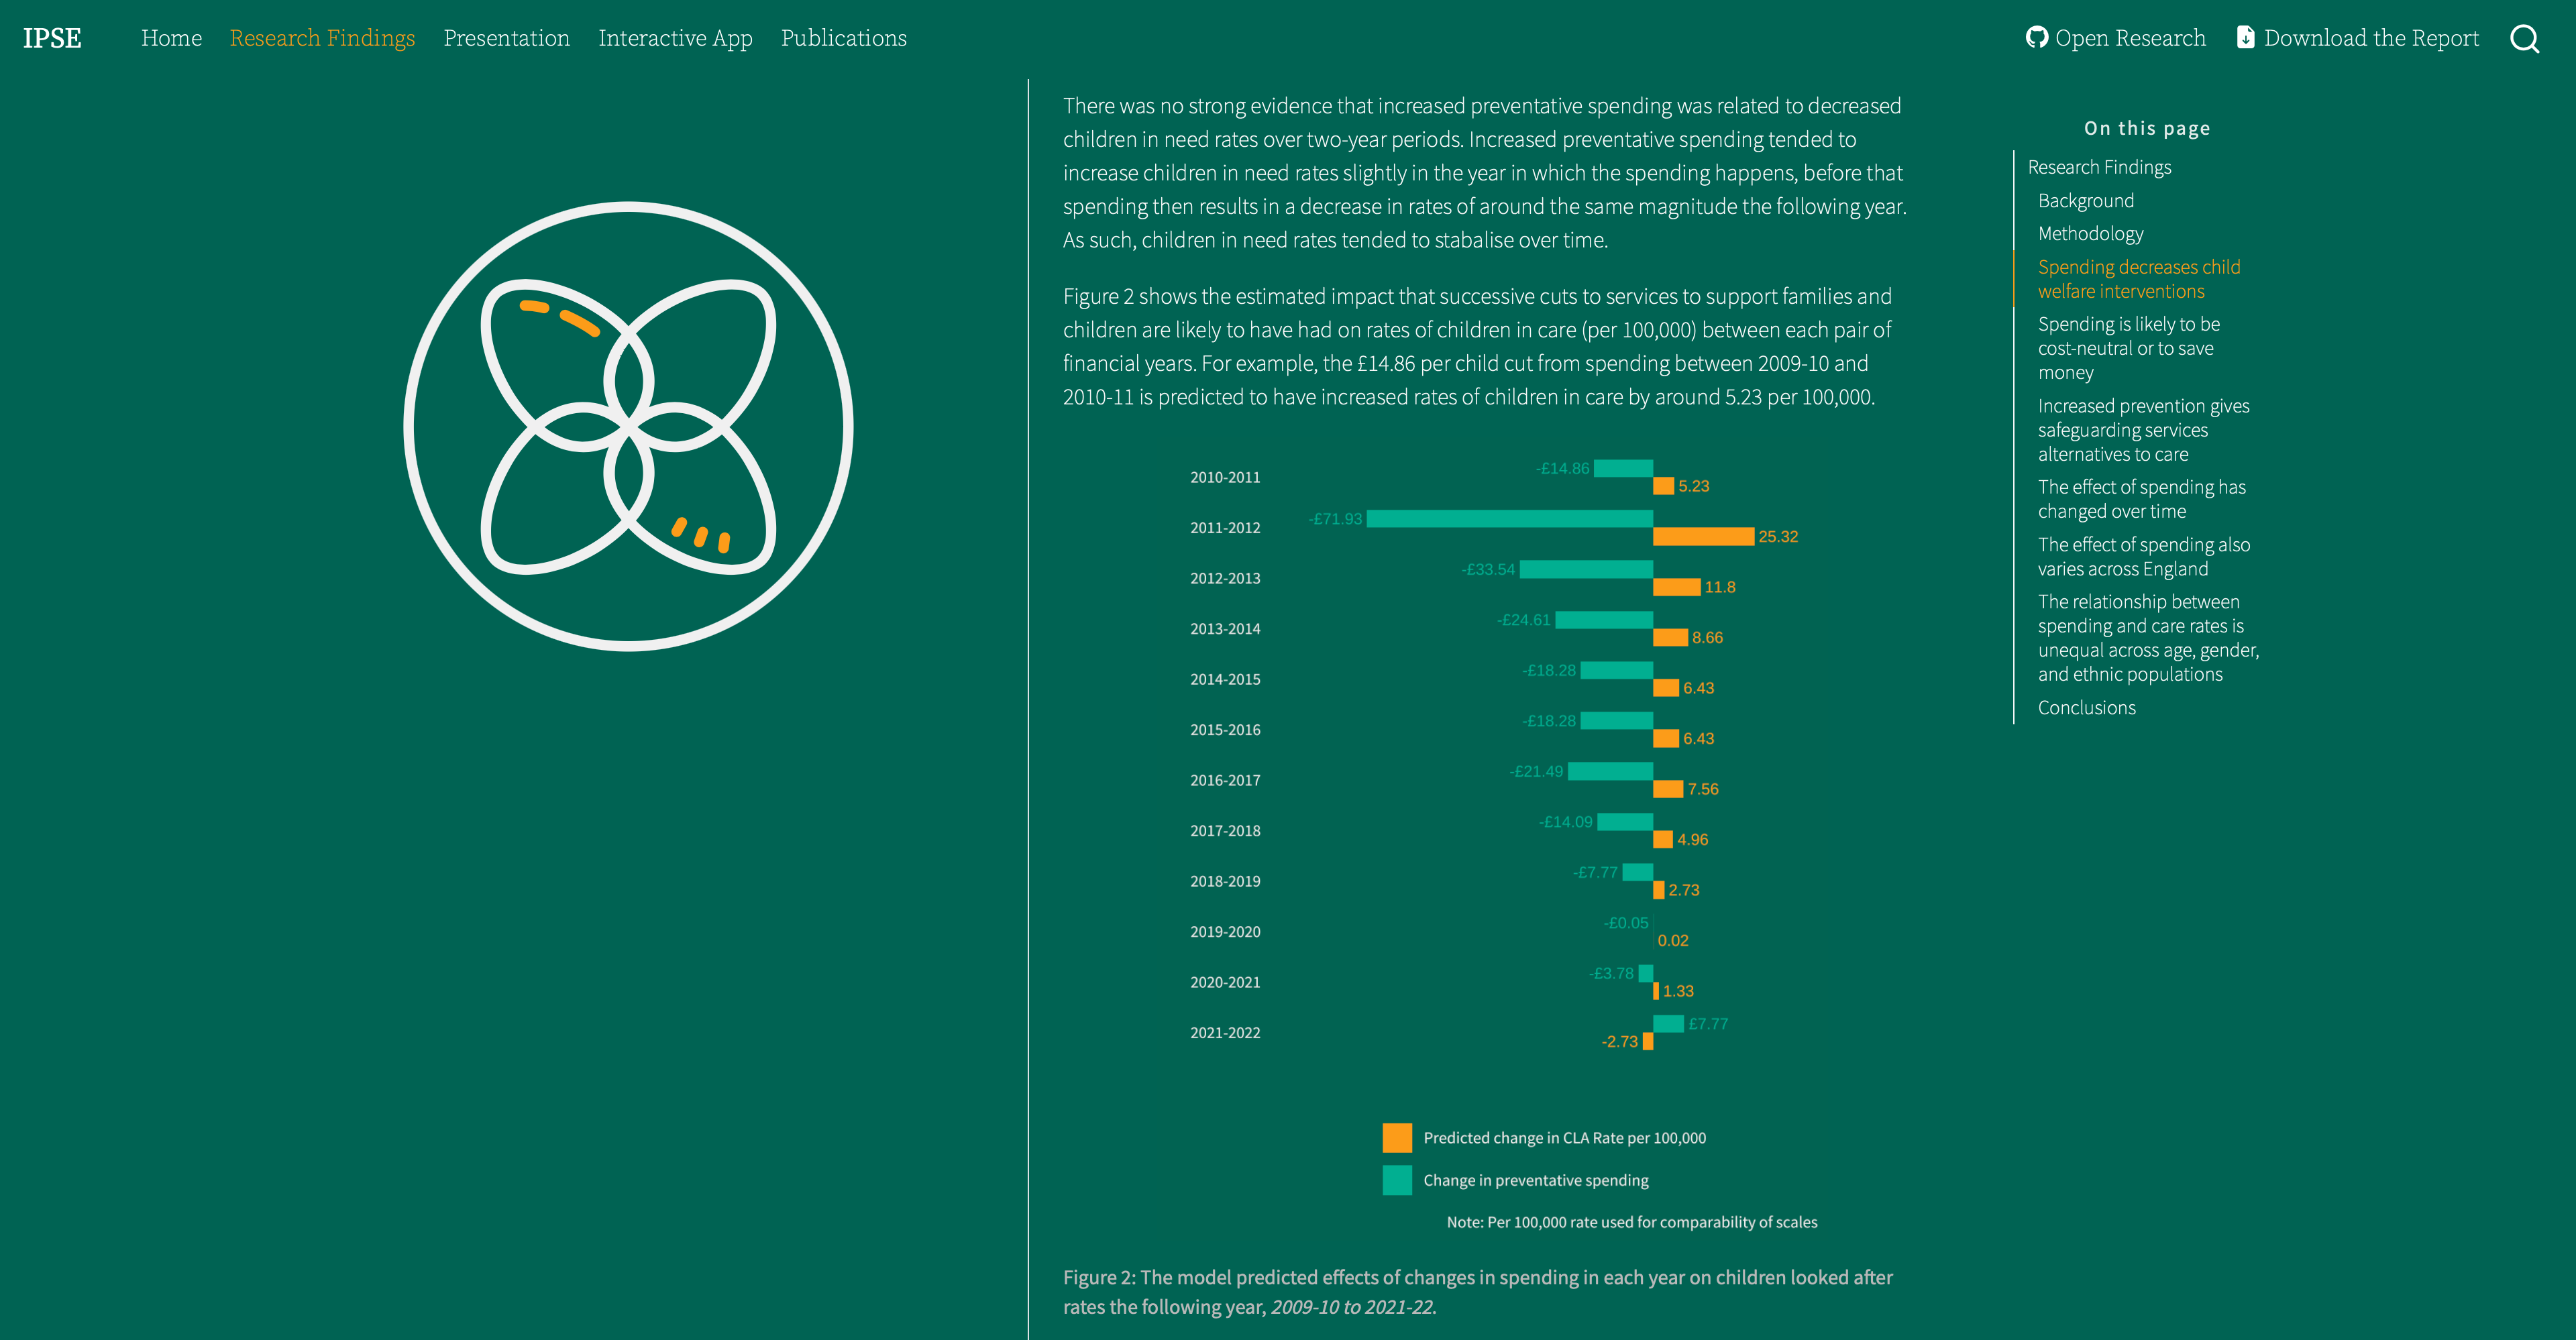 IPSE
Home
Research Findings
Presentation
Interactive App
Publications
Open Research
Download the Report
There was no strong evidence that increased preventative spending was related to decreased
children in need rates over two-year periods. Increased preventative spending tended to
increase children in need rates slightly in the year in which the spending happens, before that
spending then results in a decrease in rates of around the same magnitude the following year.
As such, children in need rates tended to stabalise over time.
Figure 2 shows the estimated impact that successive cuts to services to support families and
children are likely to have had on rates of children in care (per 100,000) between each pair of
financial years. For example, the £14.86 per child cut from spending between 2009-10 and
2010-11 is predicted to have increased rates of children in care by around 5.23 per 100,000.
2010-2011
-£14.86
5.23
2011-2012
-£71.93
25.32
2012-2013
-£33.54
11.8
2013-2014
-£24.61
8.66
2014-2015
-£18.28
6.43
2015-2016
-£18.28
6.43
2016-2017
-£21.49
7.56
2017-2018
-£14.09
4.96
2018-2019
-£7.77
2.73
2019-2020
-£0.05
0.02
2020-2021
-£3.78
1.33
2021-2022
£7.77
-2.73
Predicted change in CLA Rate per 100,000
Change in preventative spending
Note: Per 100,000 rate used for comparability of scales
Figure 2: The model predicted effects of changes in spending in each year on children looked after
rates the following year, 2009-10 to 2021-22.
On this page
Research Findings
Background
Methodology
Spending decreases child
welfare interventions
Spending is likely to be
cost-neutral or to save
money
Increased prevention gives
safeguarding services
alternatives to care
The effect of spending has
changed over time
The effect of spending also
varies across England
The relationship between
spending and care rates is
unequal across age, gender,
and ethnic populations
Conclusions